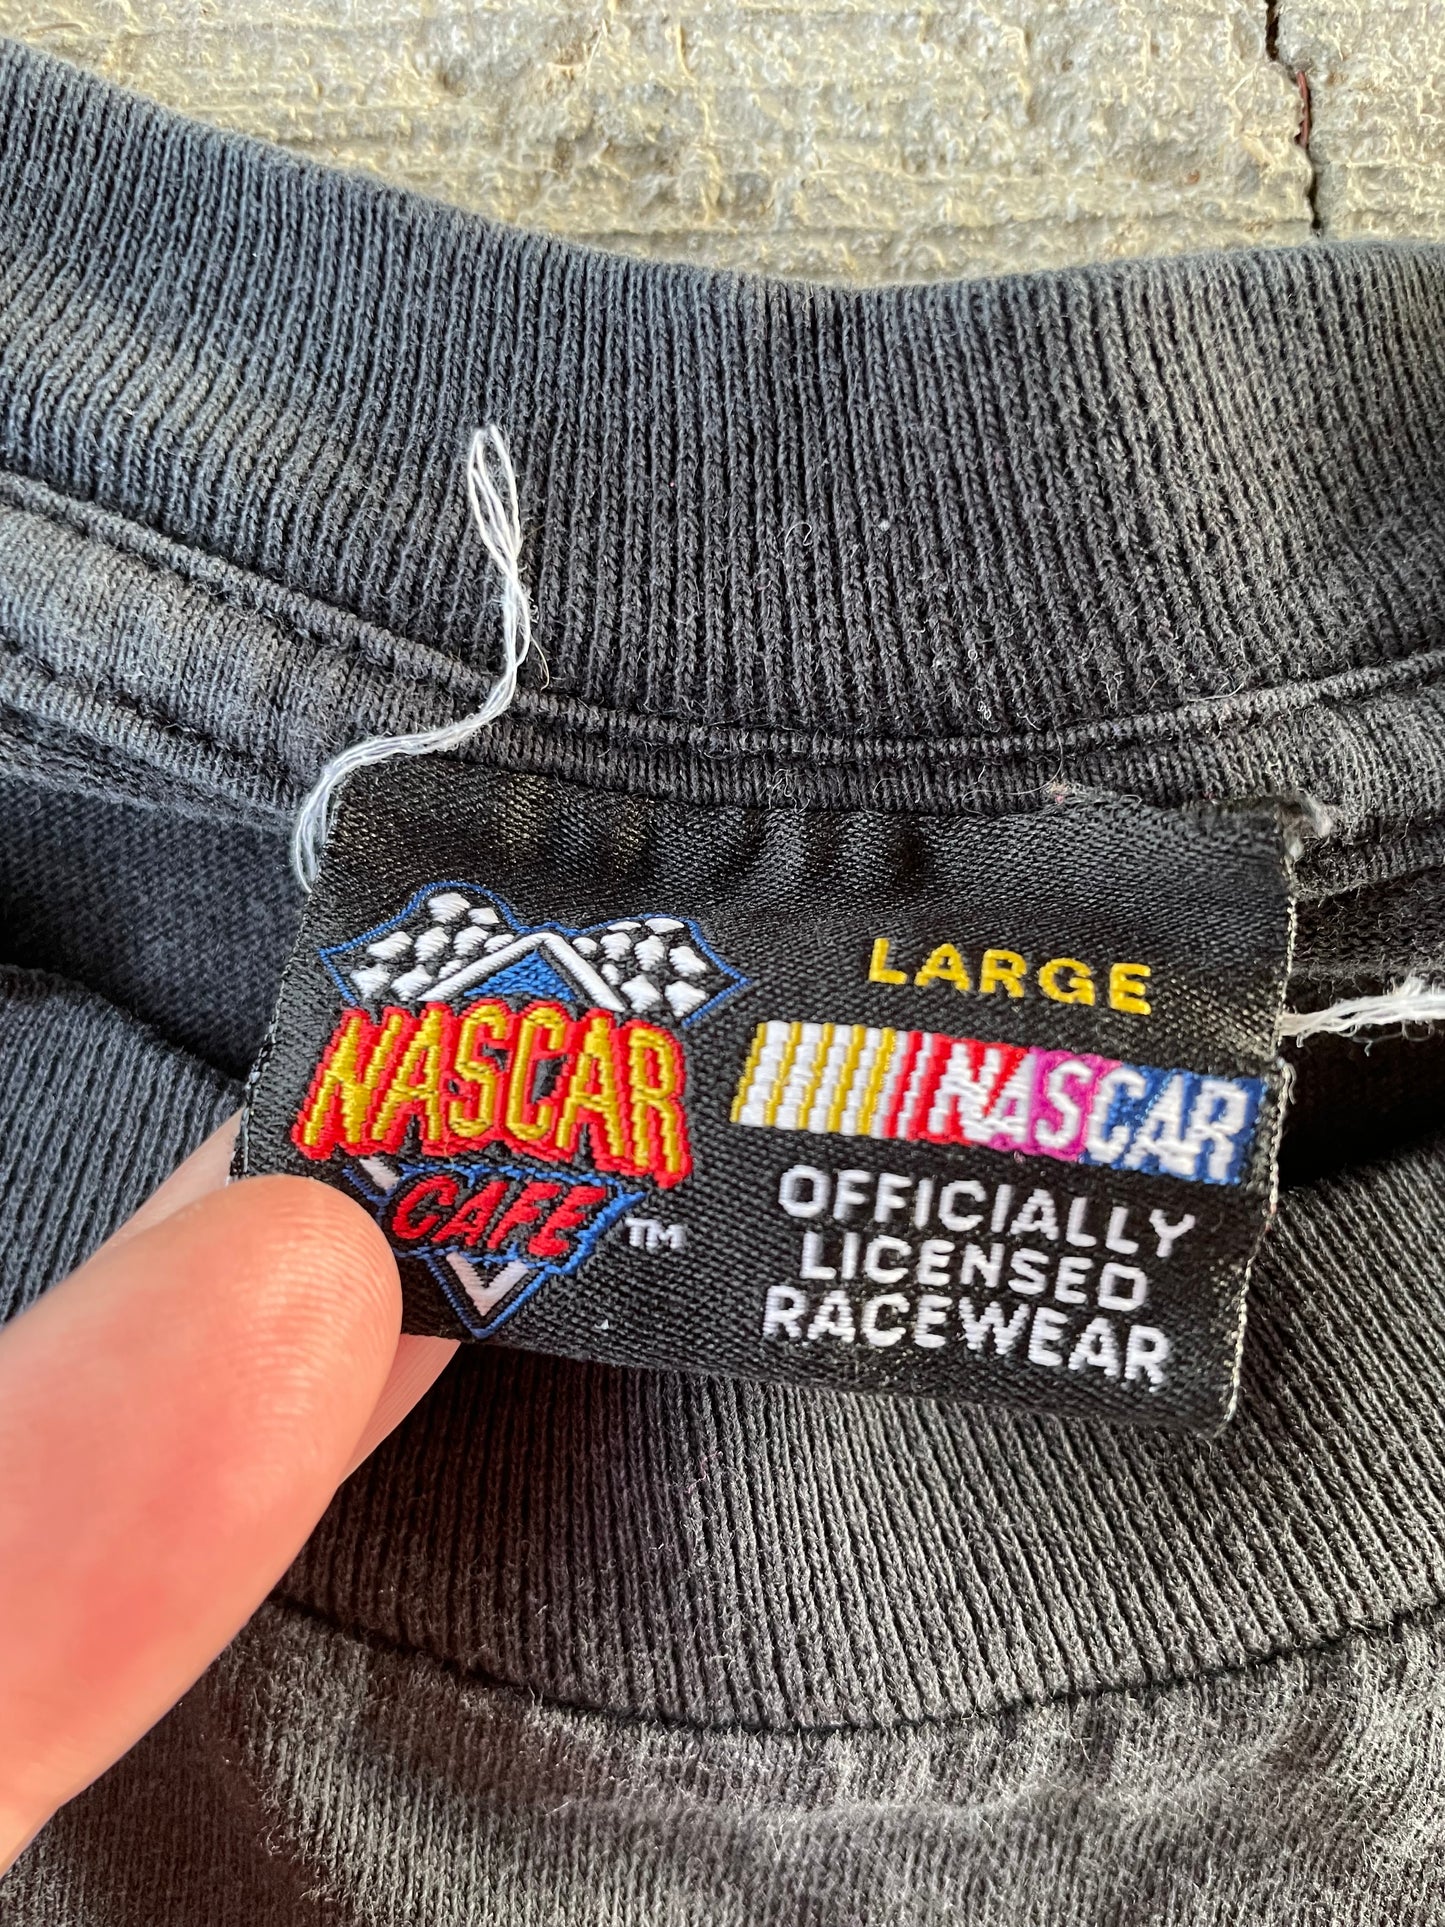 NASCAR
CAFE TM
LARGE
NASCAR
OFFICIALLY
LICENSED
RACEWEAR